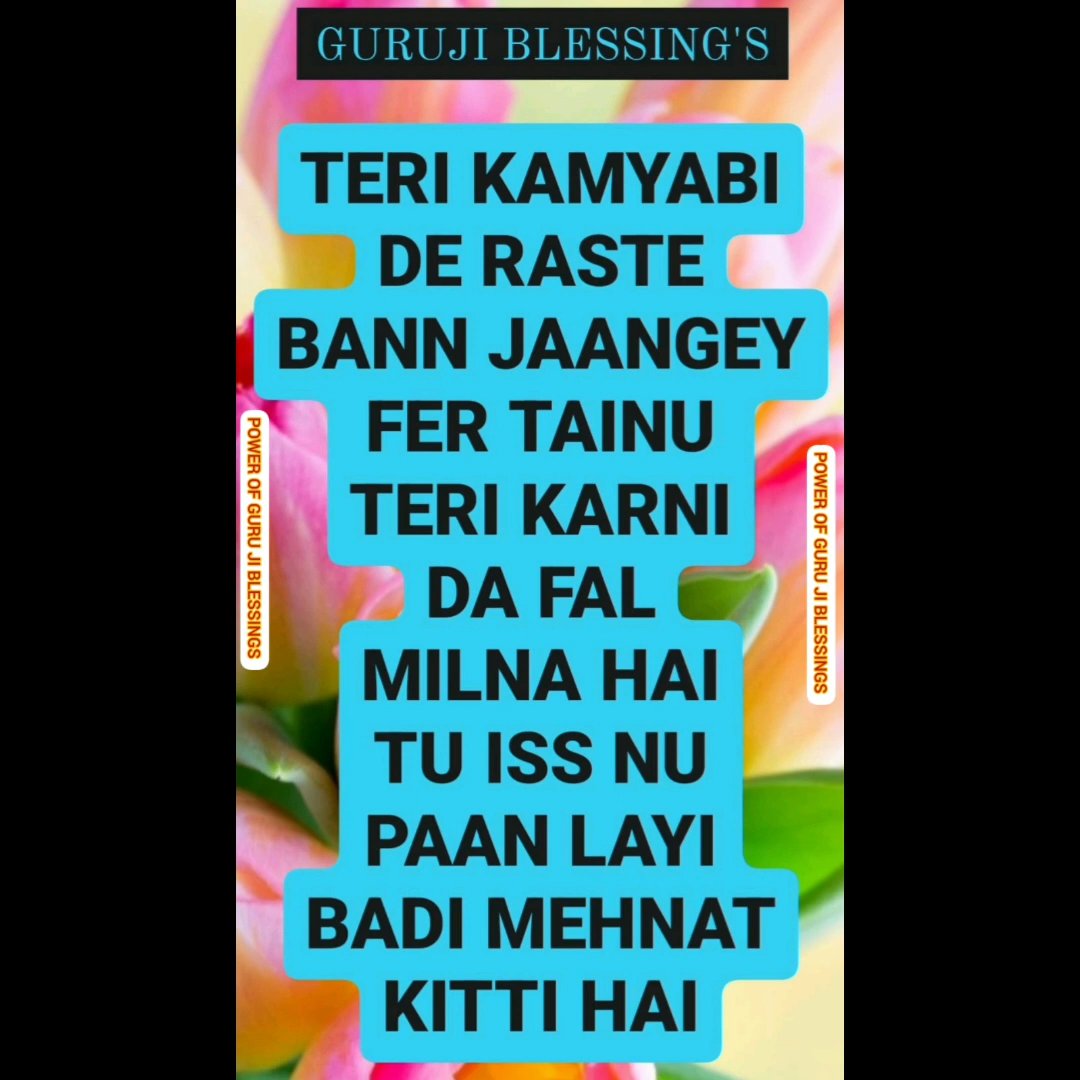 GURUJI BLESSING'S
TERI KAMYABI
DE RASTE
BANN JAANGEY
FER TAINU
TERI KARNI
DA FAL
MILNA HAI
TU ISS NU
PAAN LAYI
BADI MEHNAT
KITTI HAI
POWER OF GURU JI BLESSINGS
POWER OF GURU JI BLESSINGS